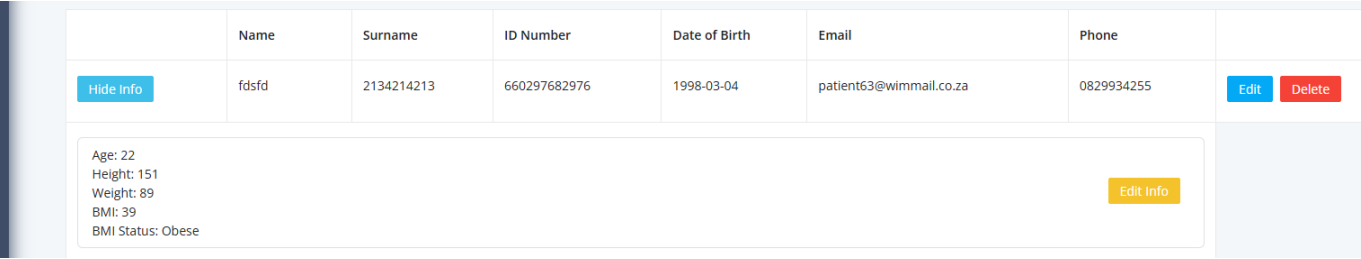 Name Surname ID Number Date of Birth Email Phone
Hide Info fdsfd 2134214213 660297682976 1998-03-04 patient63@wimmail.co.za 0829934255 Edit Delete
Age: 22
Height: 151
Weight: 89
BMI: 39
BMI Status: Obese
Edit Info